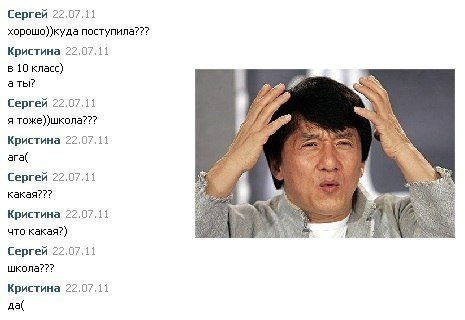 Сергей 22.07.11
хорошо))куда поступила???
Кристина 22.07.11
в 10 класс)
а ты?
Сергей 22.07.11
я тоже))школа???
Кристина 22.07.11
ага(
Сергей 22.07.11
какая???
Кристина 22.07.11
что какая?)
Сергей 22.07.11
школа???
Кристина 22.07.11
да(